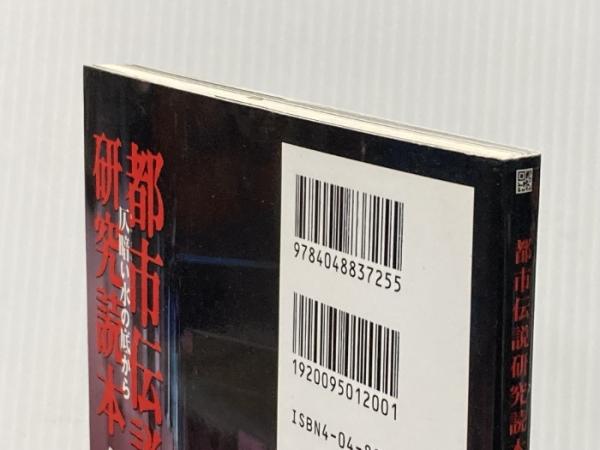 都市伝説
研究読本
仄暗い水の底から
9784048837255
1920095012001
ISBN4-04-8
都市伝説研究読本